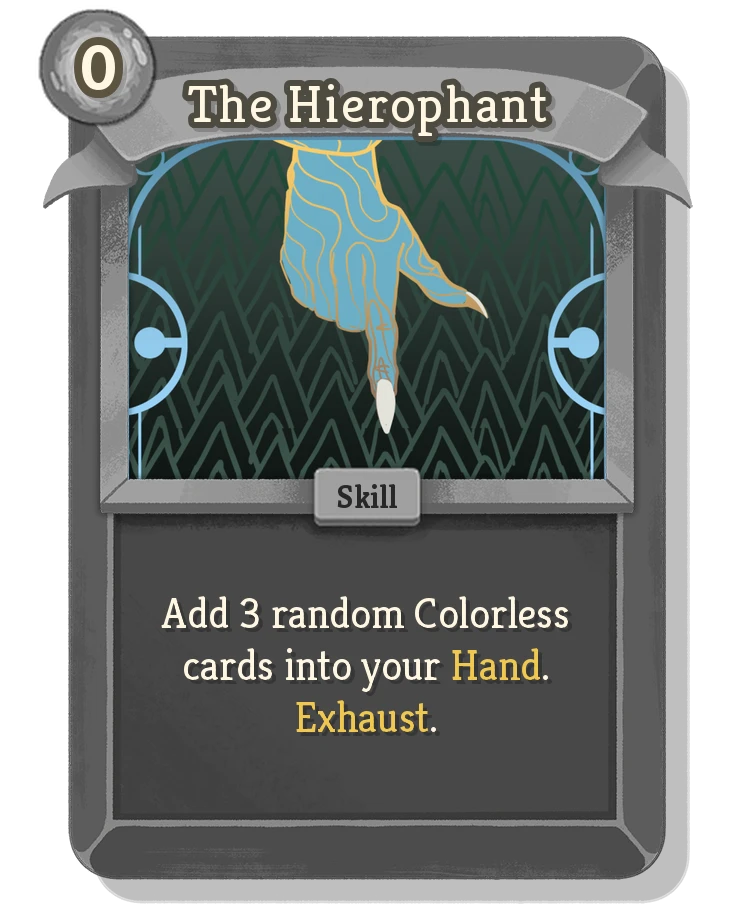 0
The Hierophant
Skill
Add 3 random Colorless
cards into your Hand.
Exhaust.